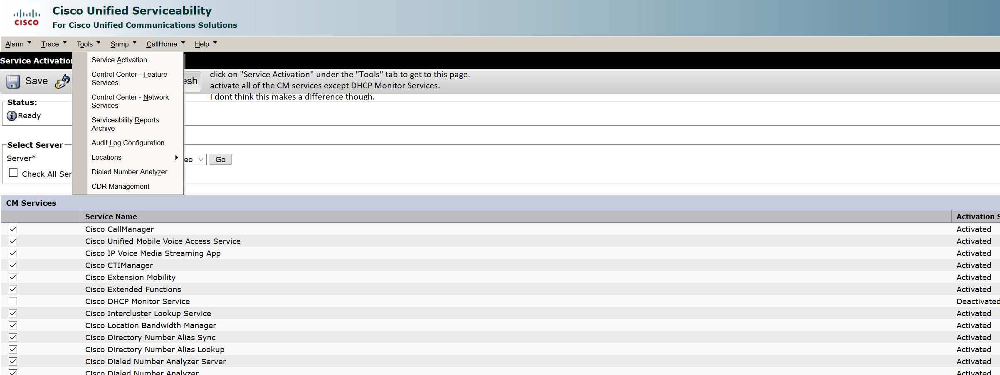 CISCO
Cisco Unified Serviceability
For Cisco Unified Communications Solutions
Alarm Trace Tools Snmp CallHome Help
Service Activation
Service Activation
Control Center - Feature
Services
Control Center - Network
Services
Serviceability Reports
Archive
Audit Log Configuration
Locations
Dialed Number Analyzer
CDR Management
Save
esh
click on "Service Activation" under the "Tools" tab to get to this page.
activate all of the CM services except DHCP Monitor Services.
I dont think this makes a difference though.
Status:
Ready
Select Server
Server*
eo Go
Check All Ser
CM Services
Service Name Activation S
Cisco CallManager Activated
Cisco Unified Mobile Voice Access Service Activated
Cisco IP Voice Media Streaming App Activated
Cisco CTIManager Activated
Cisco Extension Mobility Activated
Cisco Extended Functions Activated
Cisco DHCP Monitor Service Deactivated
Cisco Intercluster Lookup Service Activated
Cisco Location Bandwidth Manager Activated
Cisco Directory Number Alias Sync Activated
Cisco Directory Number Alias Lookup Activated
Cisco Dialed Number Analyzer Server Activated
Cisco Dialed Number Analyzer Activated